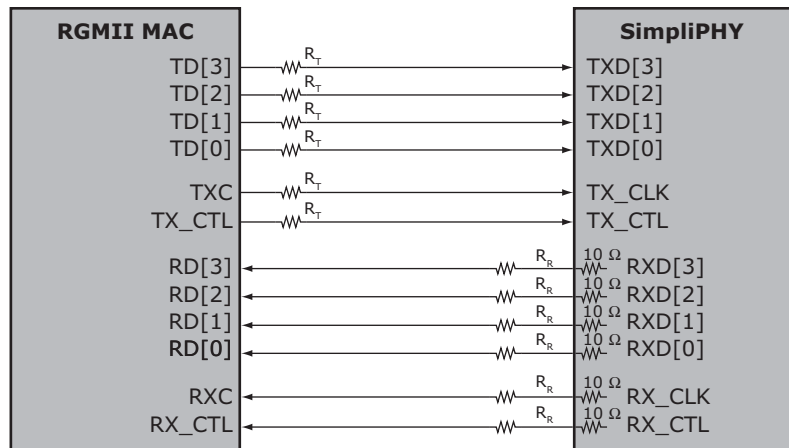 RGMII MAC SimpliPHY
TD[3] R_T TXD[3]
TD[2] R_T TXD[2]
TD[1] R_T TXD[1]
TD[0] R_T TXD[0]
TXC R_T TX_CLK
TX_CTL R_T TX_CTL
RD[3] R_R 10 Ω RXD[3]
RD[2] R_R 10 Ω RXD[2]
RD[1] R_R 10 Ω RXD[1]
RD[0] R_R 10 Ω RXD[0]
RXC R_R 10 Ω RX_CLK
RX_CTL R_R 10 Ω RX_CTL